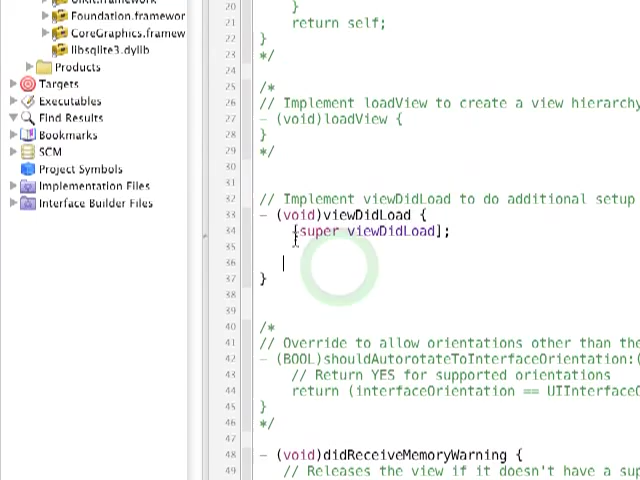 UIKit.framework
Foundation.framewor
CoreGraphics.framew
libsqlite3.dylib
Products
Targets
Executables
Find Results
Bookmarks
SCM
Project Symbols
Implementation Files
Interface Builder Files
20 }
21 return self;
22 }
23 */
24
25 /*
26 // Implement loadView to create a view hierarchy
27 - (void)loadView {
28 }
29 */
30
31
32 // Implement viewDidLoad to do additional setup
33 - (void)viewDidLoad {
34 [super viewDidLoad];
35
36
37 }
38
39
40 /*
41 // Override to allow orientations other than the
42 - (BOOL)shouldAutorotateToInterfaceOrientation:(
43 // Return YES for supported orientations
44 return (interfaceOrientation == UIInterfaceO
45 }
46 */
47
48 - (void)didReceiveMemoryWarning {
49 // Releases the view if it doesn't have a sup